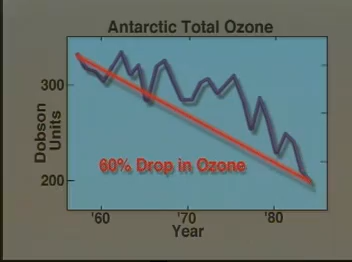 Antarctic Total Ozone
300
Dobson
Units
60% Drop in Ozone
200
'60
'70
'80
Year